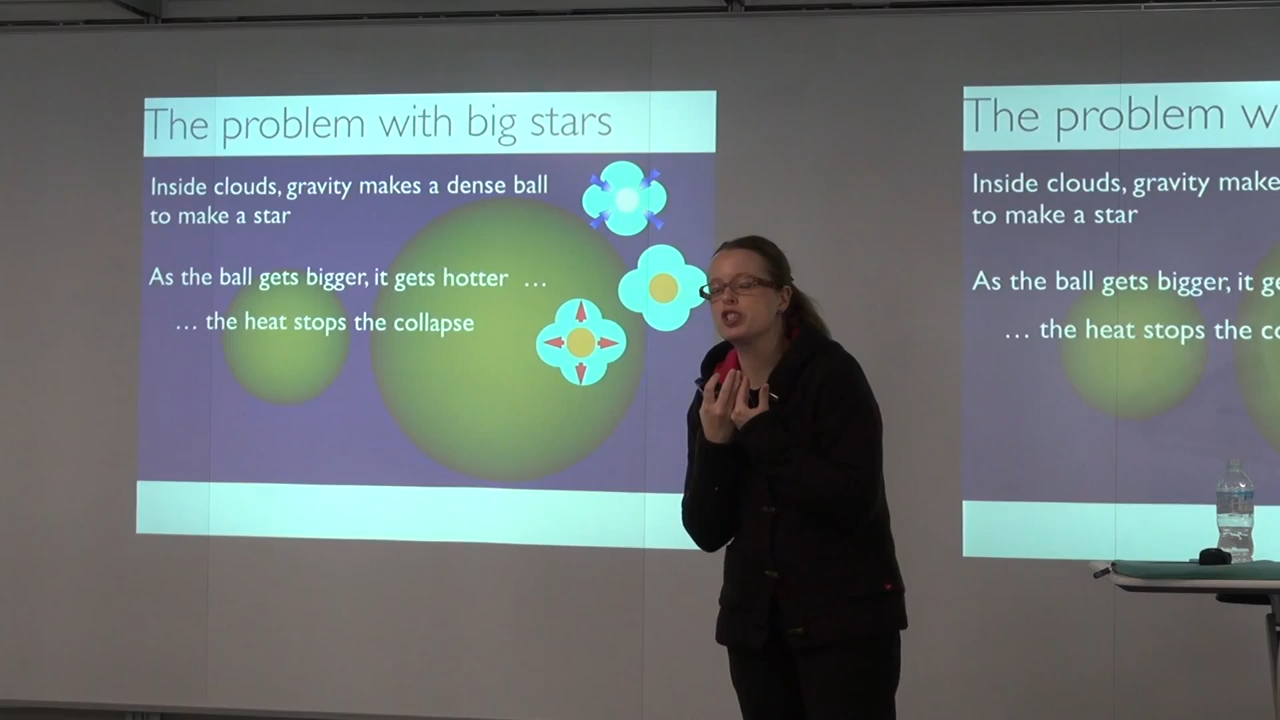 The problem with big stars
Inside clouds, gravity makes a dense ball
to make a star
As the ball gets bigger, it gets hotter …
… the heat stops the collapse
The problem w
Inside clouds, gravity make
to make a star
As the ball gets bigger, it ge
… the heat stops the co